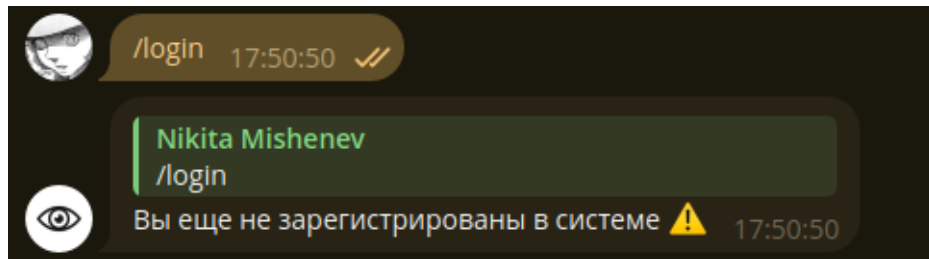 /login 17:50:50
Nikita Mishenev
/login
Вы еще не зарегистрированы в системе ⚠️ 17:50:50